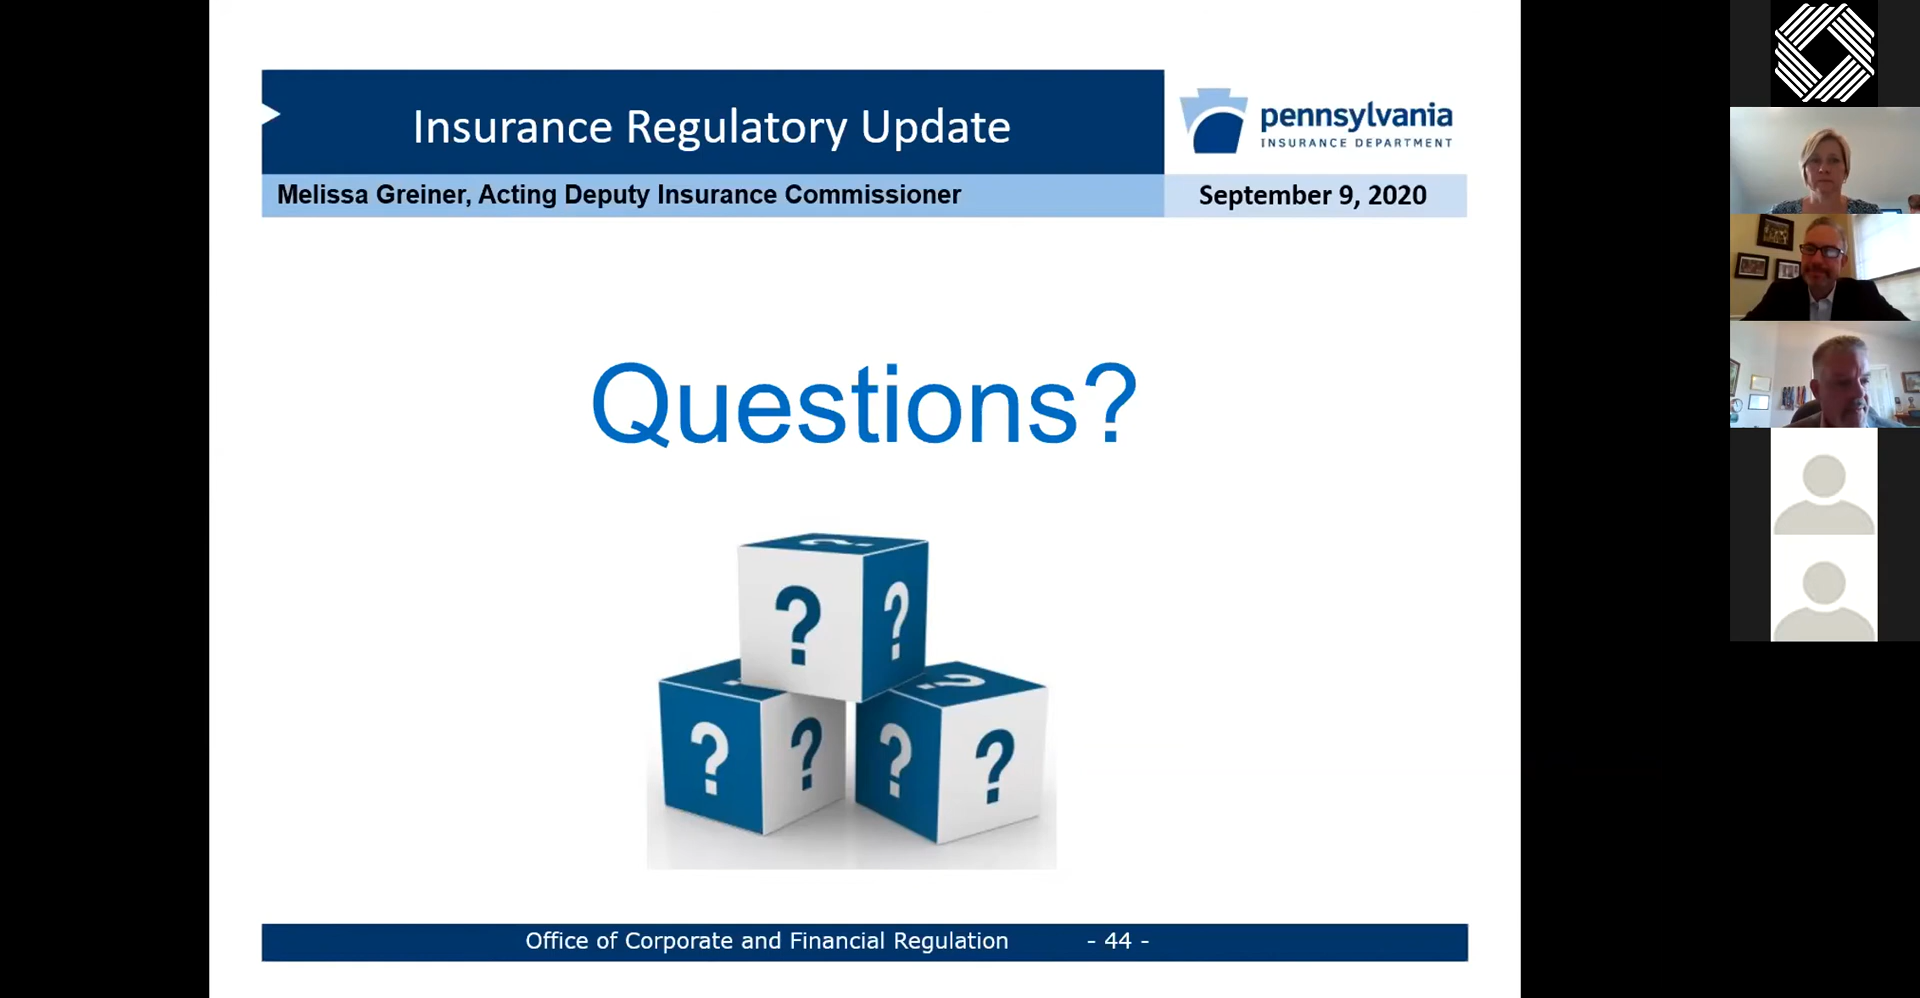 Insurance Regulatory Update
pennsylvania
INSURANCE DEPARTMENT
Melissa Greiner, Acting Deputy Insurance Commissioner
September 9, 2020
Questions?
?
?
?
?
?
?
?
?
?
Office of Corporate and Financial Regulation
- 44 -